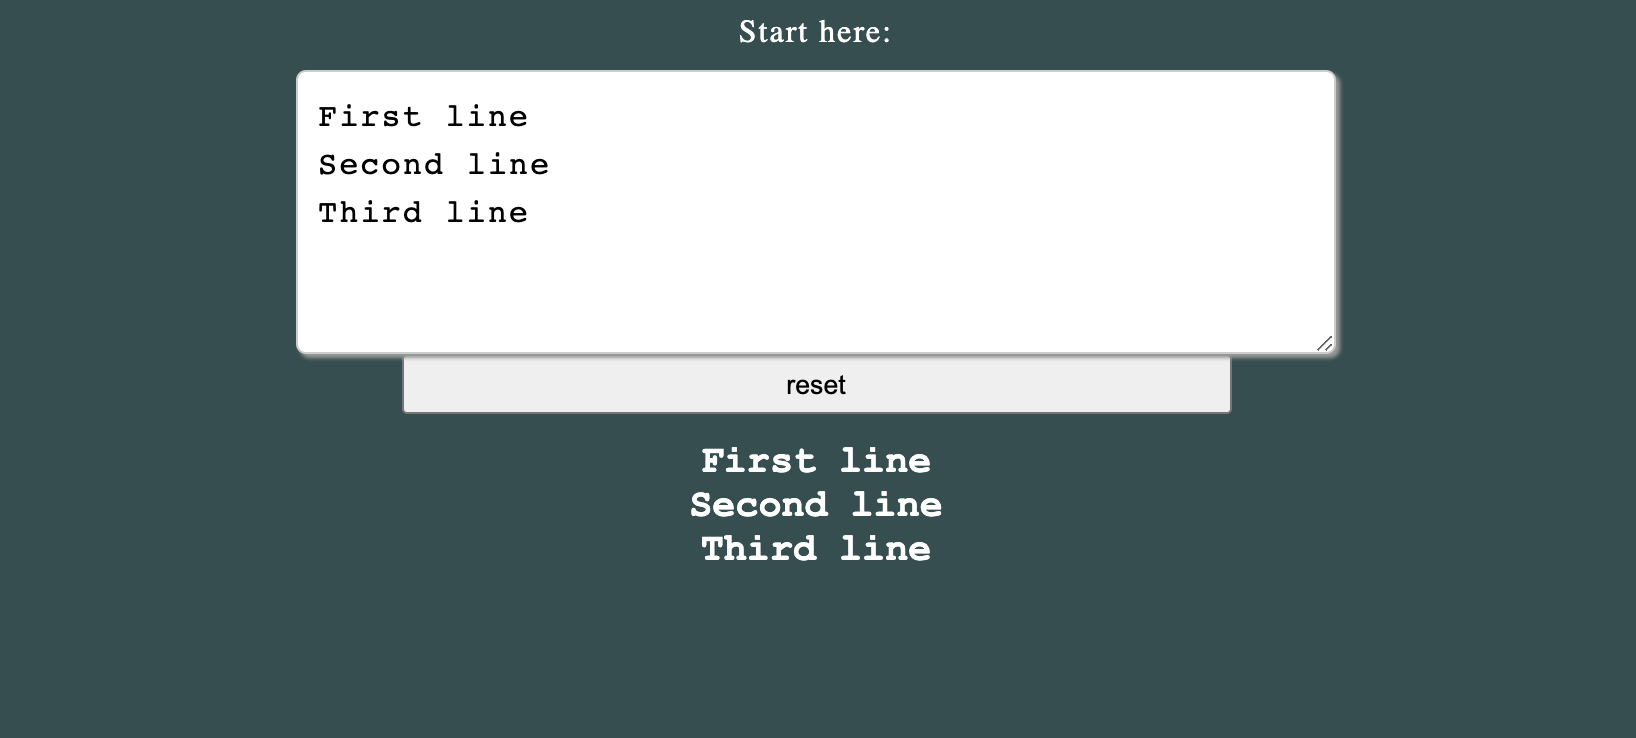 Start here:
First line
Second line
Third line
reset
First line
Second line
Third line